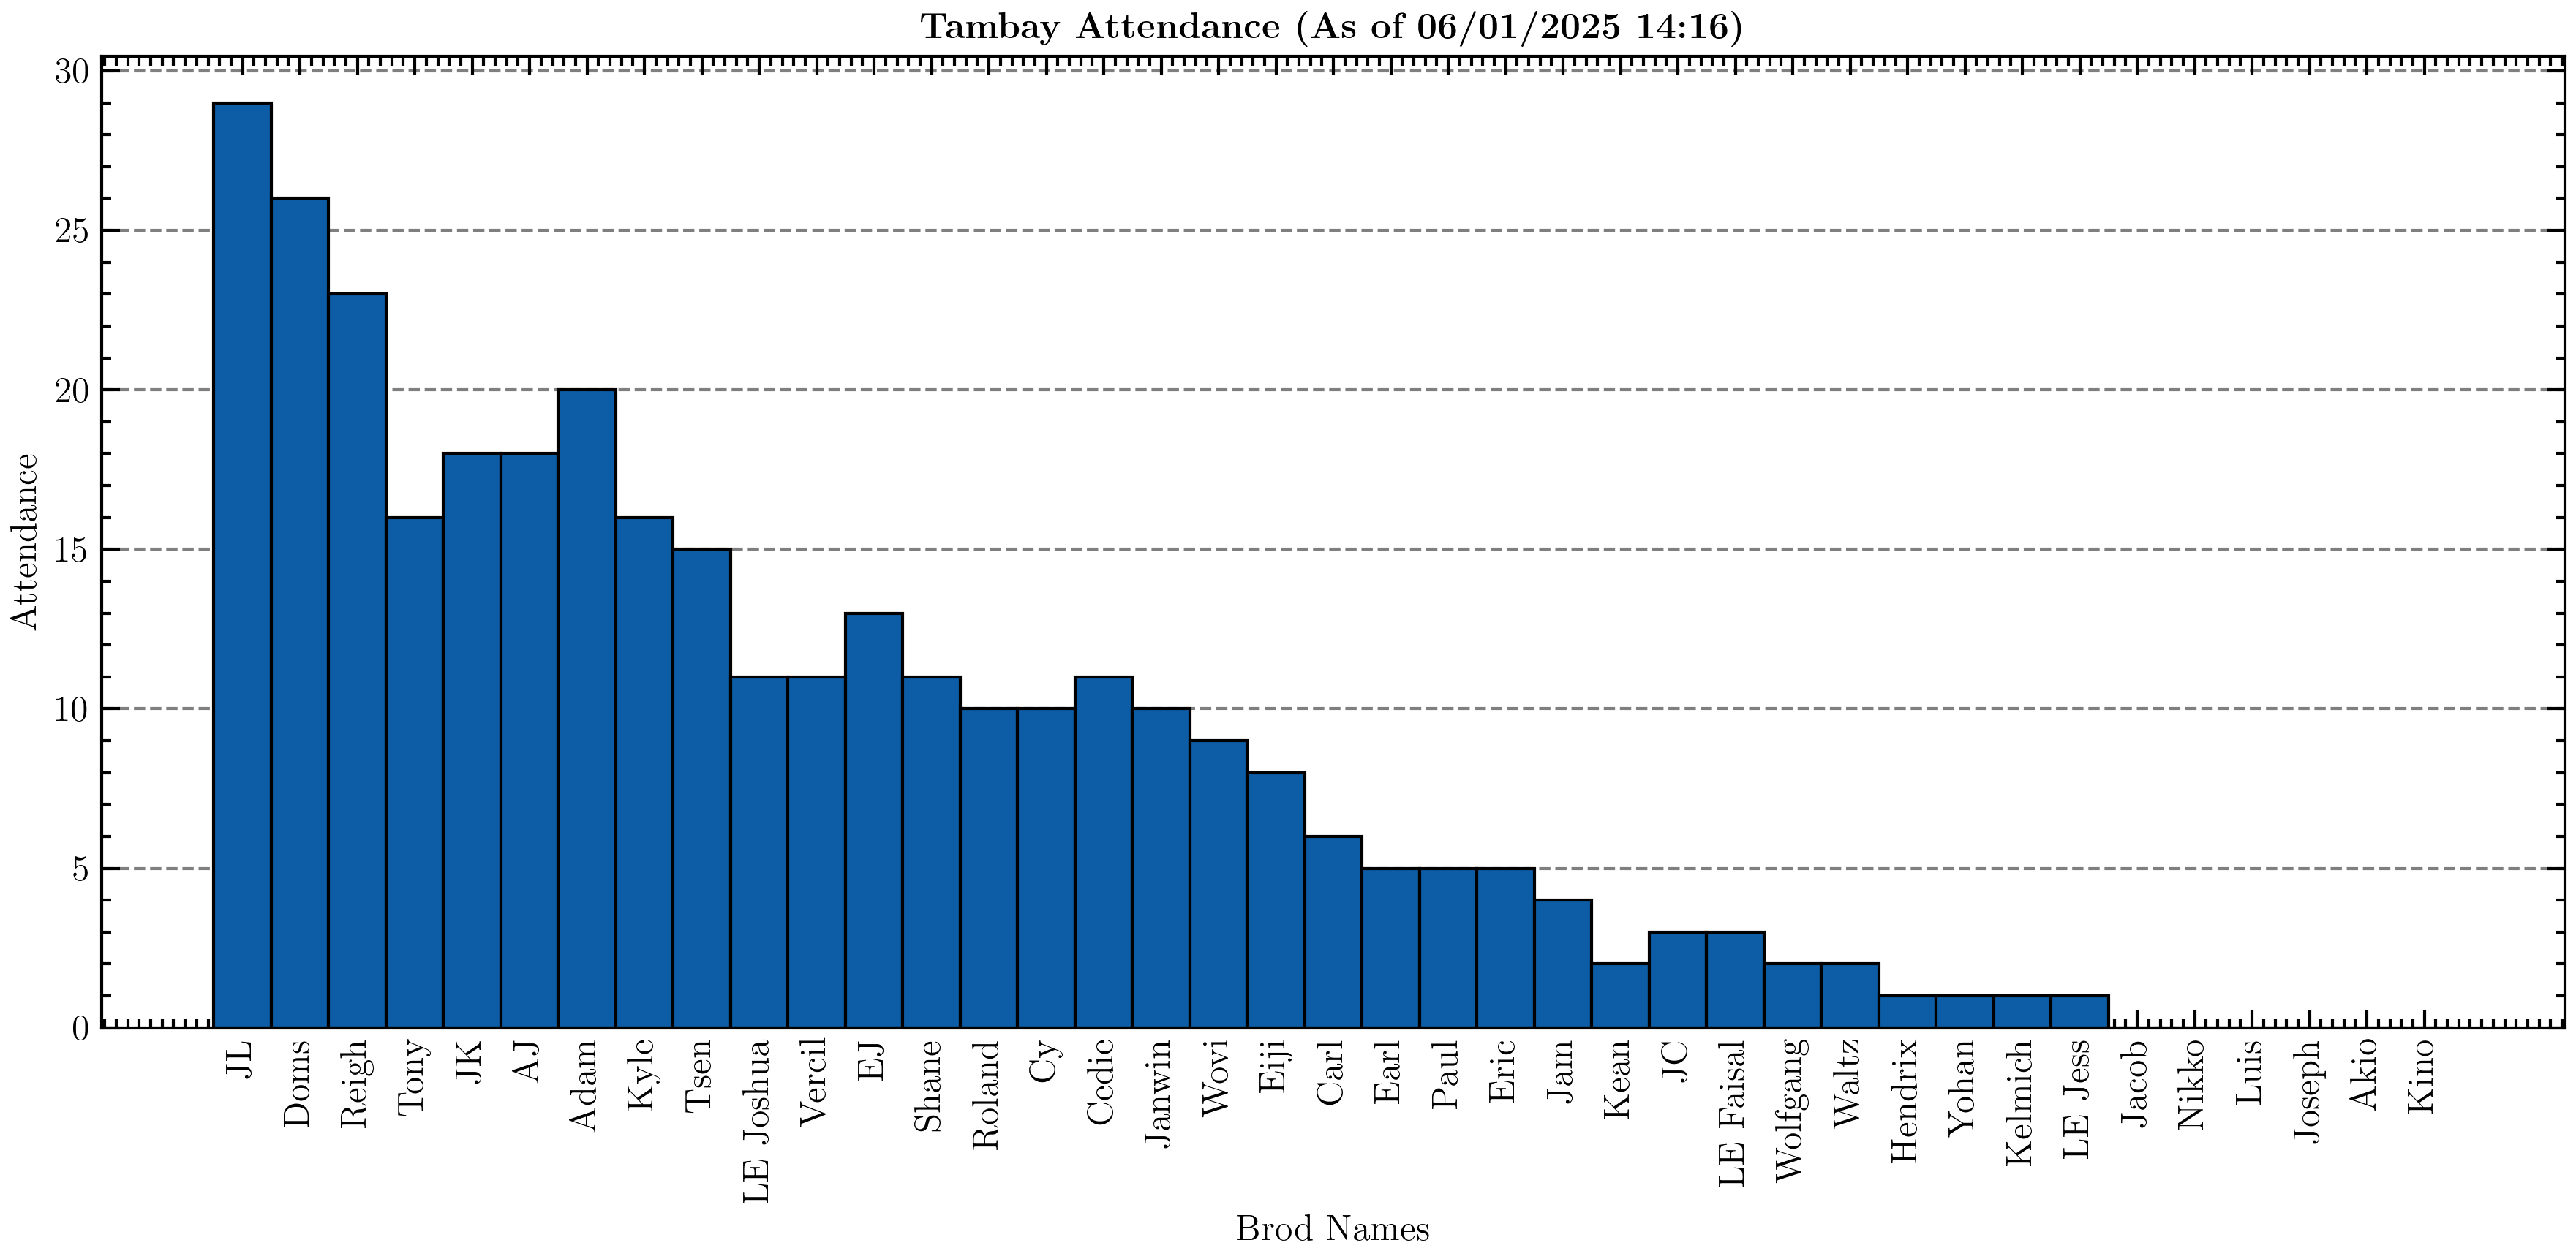 Tambay Attendance (As of 06/01/2025 14:16)
30
25
20
15
10
5
0
Attendance
JL
Doms
Reigh
Tony
JK
AJ
Adam
Kyle
Tsen
LE Joshua
Vercil
EJ
Shane
Roland
Cy
Cedie
Janwin
Wovi
Eiji
Carl
Earl
Paul
Eric
Jam
Kean
JC
LE Faisal
Wolfgang
Waltz
Hendrix
Yohan
Kelmich
LE Jess
Jacob
Nikko
Luis
Joseph
Akio
Kino
Brod Names